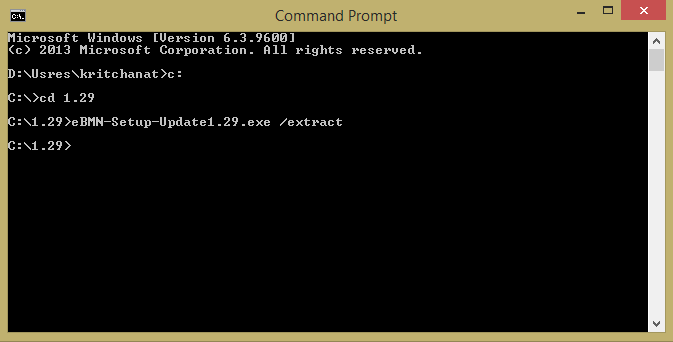 Command Prompt
Microsoft Windows [Version 6.3.9600]
(c) 2013 Microsoft Corporation. All rights reserved.
D:\Usres\kritchanat>c:
C:\>cd 1.29
C:\1.29>eBMN-Setup-Update1.29.exe /extract
C:\1.29>